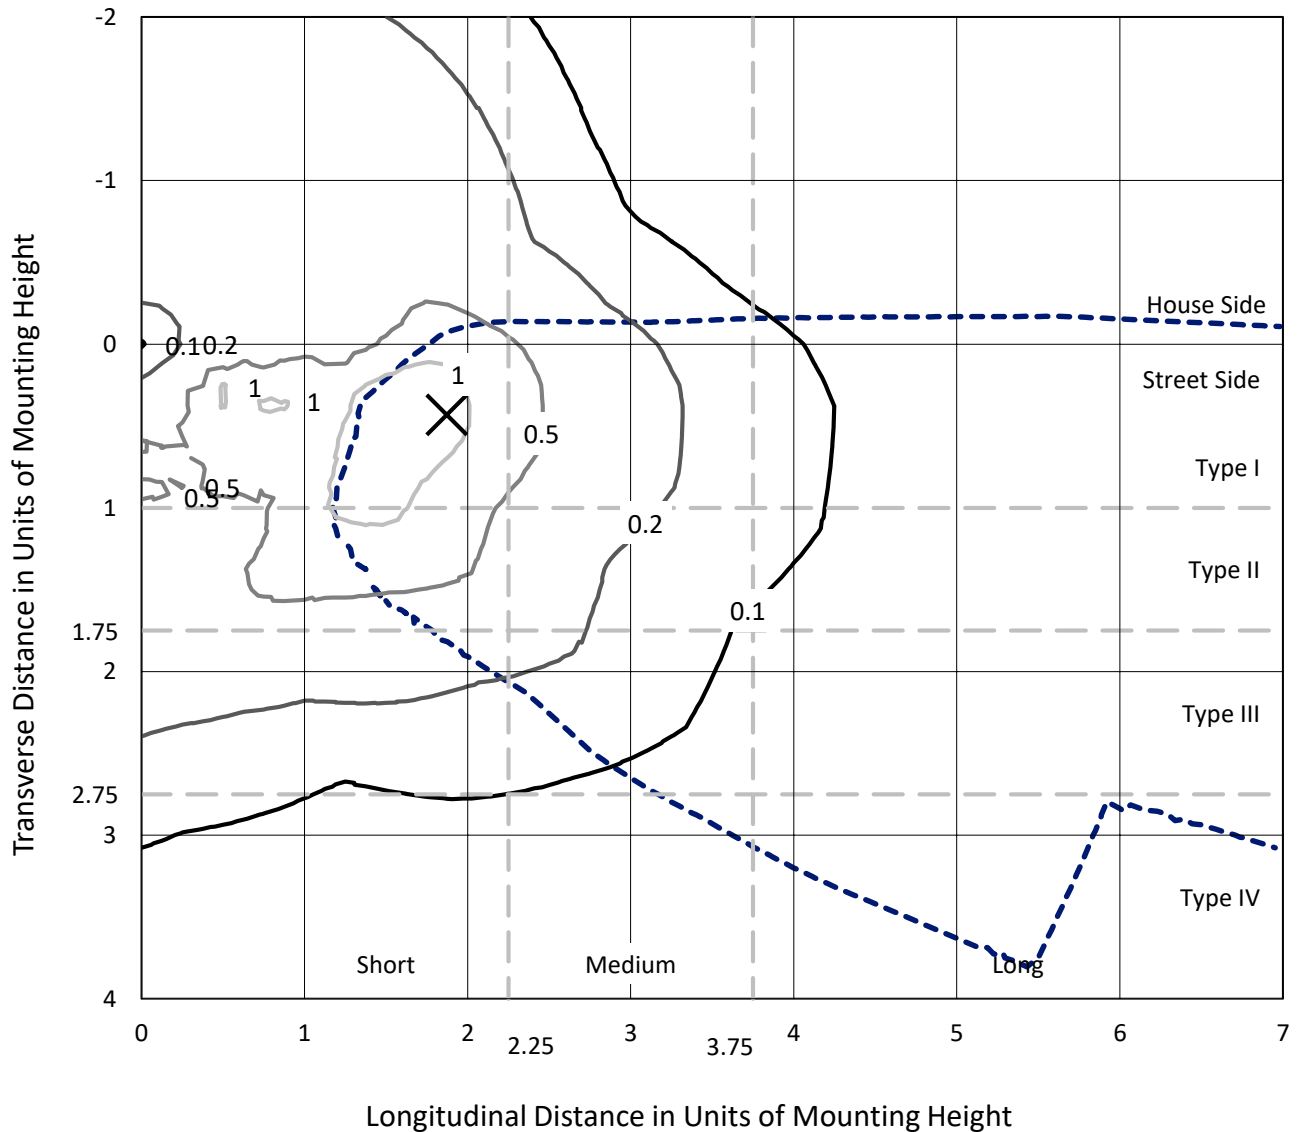 -2
-1
0
1
1.75
2
2.75
3
4
Transverse Distance in Units of Mounting Height
House Side
Street Side
Type I
Type II
Type III
Type IV
0.1
0.2
1
1
1
0.5
0.5
0.5
0.2
0.1
Short
Medium
Long
0
1
2
3
4
5
6
7
2.25
3.75
Longitudinal Distance in Units of Mounting Height